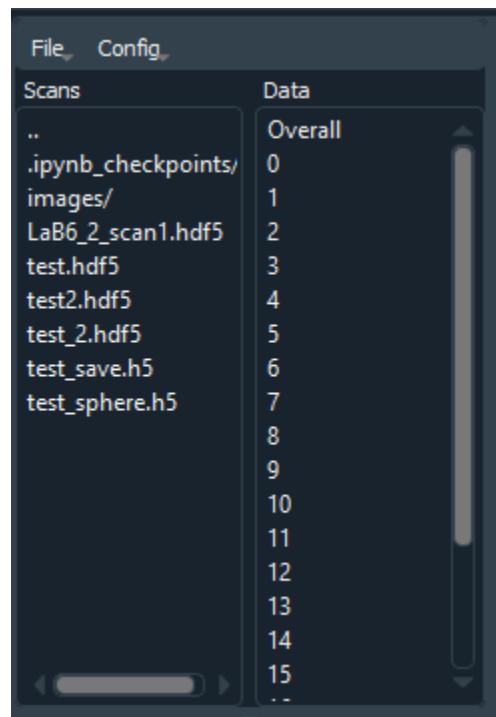 File Config
Scans
..
.ipynb_checkpoints/
images/
LaB6_2_scan1.hdf5
test.hdf5
test2.hdf5
test_2.hdf5
test_save.h5
test_sphere.h5
Data
Overall
0
1
2
3
4
5
6
7
8
9
10
11
12
13
14
15